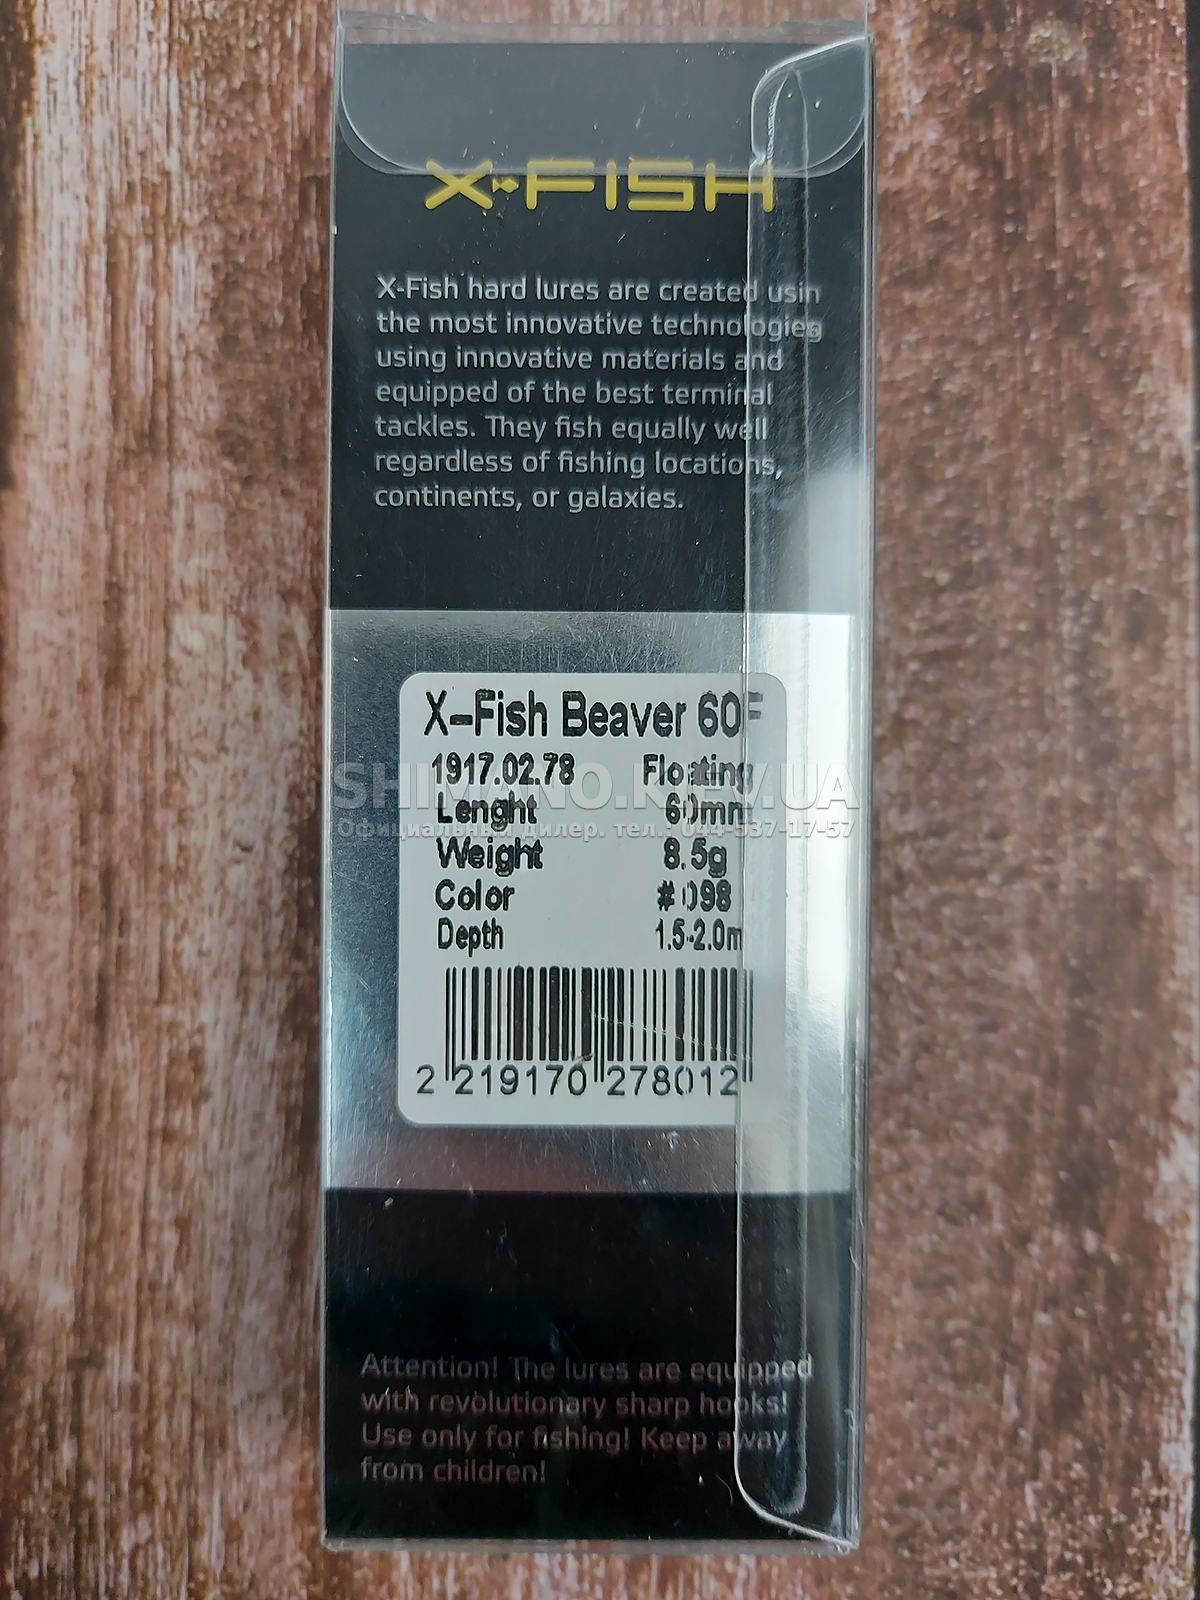 X-FISH
X-Fish hard lures are created usin
the most innovative technologies
using innovative materials and
equipped of the best terminal
tackles. They fish equally well
regardless of fishing locations,
continents, or galaxies.
X-Fish Beaver 60F
1917.02.78 Floating
SHIMANO.KIEV.UA
Lenght 60mm
Официальный дилер. тел.: 044-537-17-57
Weight 8.5g
Color #098
Depth 1.5-2.0m
2 219170 278012
Attention! The lures are equipped
with revolutionary sharp hooks!
Use only for fishing! Keep away
from children!